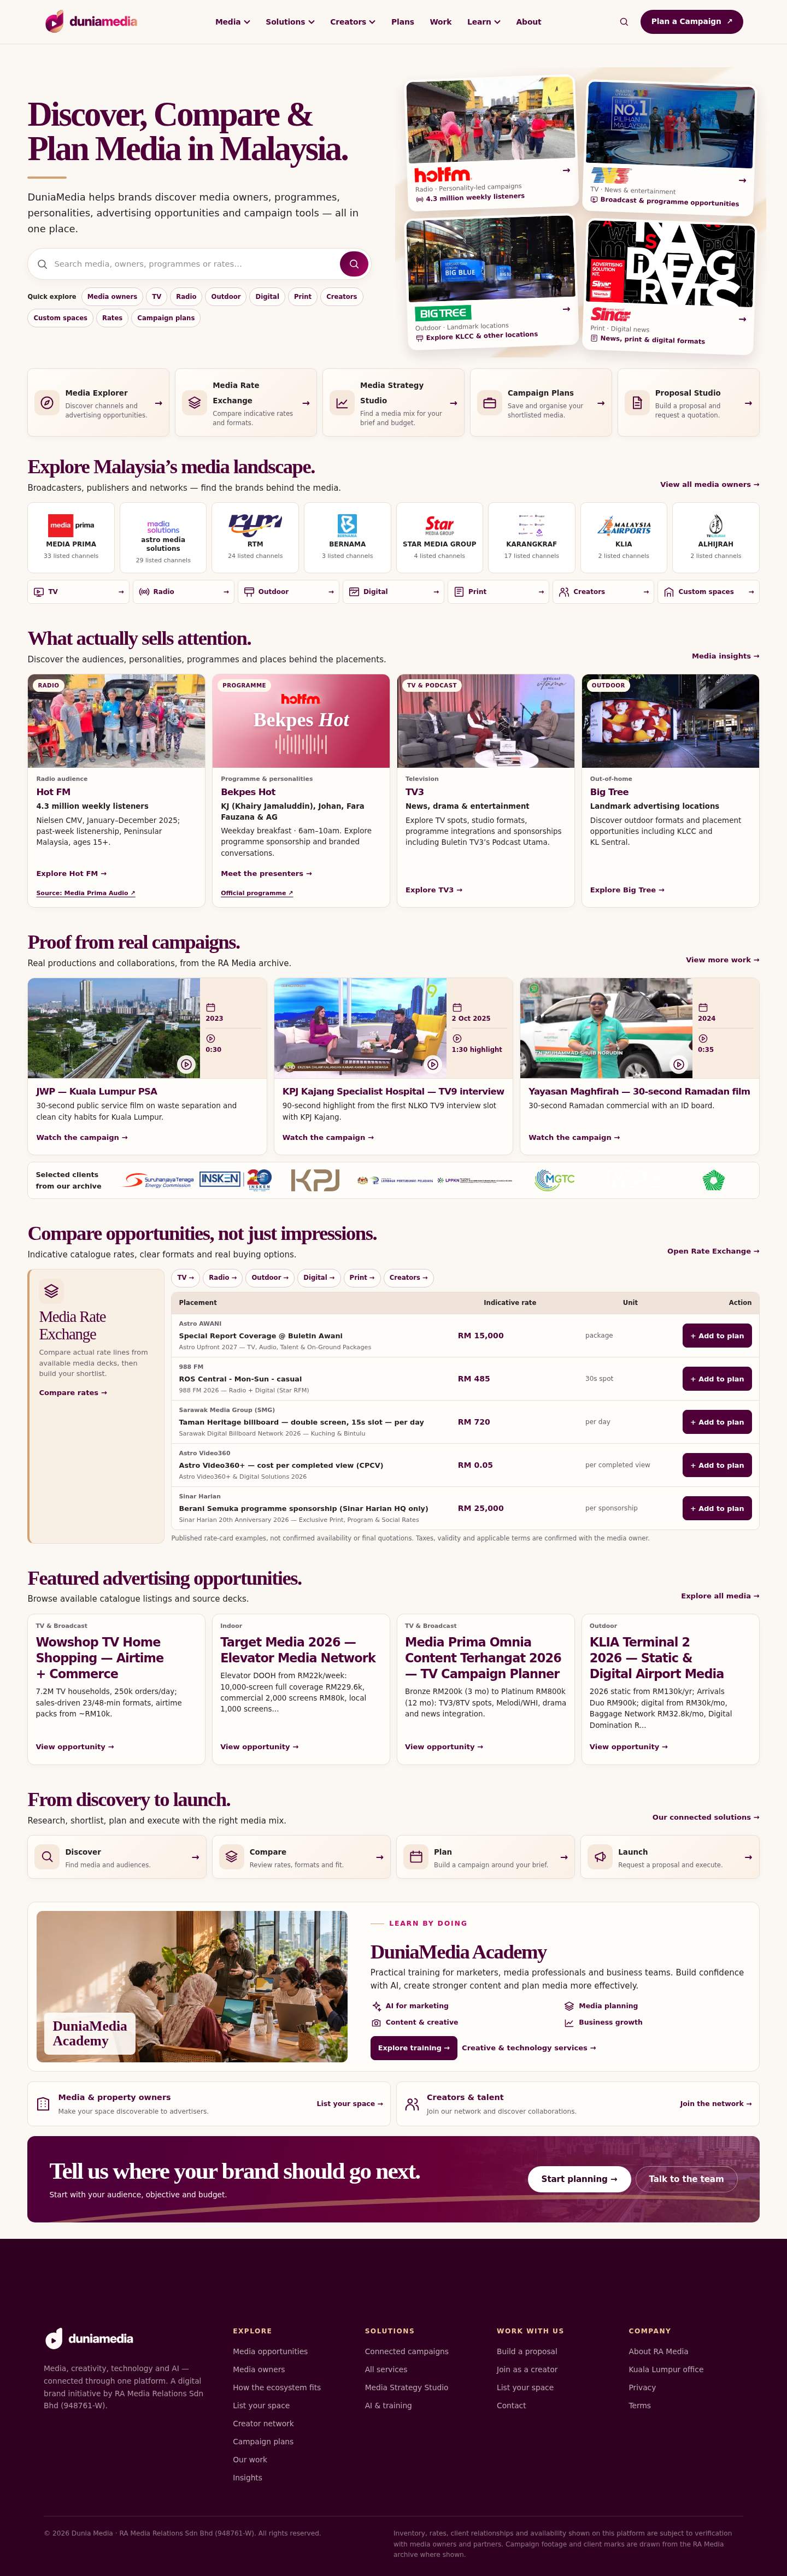 duniamedia
Media
Solutions
Creators
Plans
Work
Learn
About
Plan a Campaign ↗
Discover, Compare &
Plan Media in Malaysia.
DuniaMedia helps brands discover media owners, programmes,
personalities, advertising opportunities and campaign tools — all in
one place.
Search media, owners, programmes or rates...
Quick explore
Media owners
TV
Radio
Outdoor
Digital
Print
Creators
Custom spaces
Rates
Campaign plans
hotfm
Radio · Personality-led campaigns
4.3 million weekly listeners
→
NO.1
PILIHAN MALAYSIA
TV3
TV · News & entertainment
Broadcast & programme opportunities
→
BIG BLUE
BIG TREE
Outdoor · Landmark locations
Explore KLCC & other locations
→
ADVERTISING
SOLUTION
KIT
Sinar
Print · Digital news
News, print & digital formats
→
Media Explorer
Discover channels and
advertising opportunities.
→
Media Rate
Exchange
Compare indicative rates
and formats.
→
Media Strategy
Studio
Find a media mix for your
brief and budget.
→
Campaign Plans
Save and organise your
shortlisted media.
→
Proposal Studio
Build a proposal and
request a quotation.
→
Explore Malaysia’s media landscape.
Broadcasters, publishers and networks — find the brands behind the media.
View all media owners →
media prima
MEDIA PRIMA
33 listed channels
media
solutions
astro media
solutions
29 listed channels
rtm
RTM
24 listed channels
BERNAMA
BERNAMA
3 listed channels
Star
MEDIA GROUP
STAR MEDIA GROUP
4 listed channels
KARANGKRAF
17 listed channels
MALAYSIA
AIRPORTS
KLIA
2 listed channels
ALHIJRAH
2 listed channels
TV →
Radio →
Outdoor →
Digital →
Print →
Creators →
Custom spaces →
What actually sells attention.
Discover the audiences, personalities, programmes and places behind the placements.
Media insights →
RADIO
Radio audience
Hot FM
4.3 million weekly listeners
Nielsen CMV, January–December 2025;
past-week listenership, Peninsular
Malaysia, ages 15+.
Explore Hot FM →
Source: Media Prima Audio ↗
PROGRAMME
hotfm
Bekpes Hot
Programme & personalities
Bekpes Hot
KJ (Khairy Jamaluddin), Johan, Fara
Fauzana & AG
Weekday breakfast · 6am–10am. Explore
programme sponsorship and branded
conversations.
Meet the presenters →
Official programme ↗
TV & PODCAST
Television
TV3
News, drama & entertainment
Explore TV spots, studio formats,
programme integrations and sponsorships
including Buletin TV3’s Podcast Utama.
Explore TV3 →
OUTDOOR
Out-of-home
Big Tree
Landmark advertising locations
Discover outdoor formats and placement
opportunities including KLCC and
KL Sentral.
Explore Big Tree →
Proof from real campaigns.
Real productions and collaborations, from the RA Media archive.
View more work →
2023
0:30
JWP — Kuala Lumpur PSA
30-second public service film on waste separation and
clean city habits for Kuala Lumpur.
Watch the campaign →
2 Oct 2025
1:30 highlight
KPJ Kajang Specialist Hospital — TV9 interview
90-second highlight from the first NLKO TV9 interview slot
with KPJ Kajang.
Watch the campaign →
2024
0:35
Yayasan Maghfirah — 30-second Ramadan film
30-second Ramadan commercial with an ID board.
Watch the campaign →
Selected clients
from our archive
Suruhanjaya Tenaga
Energy Commission
INSKEN
20
INSKEN
KPJ
LPPKN
MGTC
Compare opportunities, not just impressions.
Indicative catalogue rates, clear formats and real buying options.
Open Rate Exchange →
Media Rate
Exchange
Compare actual rate lines from
available media decks, then
build your shortlist.
Compare rates →
TV →
Radio →
Outdoor →
Digital →
Print →
Creators →
Placement
Indicative rate
Unit
Action
Astro AWANI
Special Report Coverage @ Buletin Awani
Astro Upfront 2027 — TV, Audio, Talent & On-Ground Packages
RM 15,000
package
+ Add to plan
988 FM
ROS Central - Mon-Sun - casual
988 FM 2026 — Radio + Digital (Star RFM)
RM 485
30s spot
+ Add to plan
Sarawak Media Group (SMG)
Taman Heritage billboard — double screen, 15s slot — per day
Sarawak Digital Billboard Network 2026 — Kuching & Bintulu
RM 720
per day
+ Add to plan
Astro Video360
Astro Video360+ — cost per completed view (CPCV)
Astro Video360+ & Digital Solutions 2026
RM 0.05
per completed view
+ Add to plan
Sinar Harian
Berani Semuka programme sponsorship (Sinar Harian HQ only)
Sinar Harian 20th Anniversary 2026 — Exclusive Print, Program & Social Rates
RM 25,000
per sponsorship
+ Add to plan
Published rate-card examples, not confirmed availability or final quotations. Taxes, validity and applicable terms are confirmed with the media owner.
Featured advertising opportunities.
Browse available catalogue listings and source decks.
Explore all media →
TV & Broadcast
Wowshop TV Home
Shopping — Airtime
+ Commerce
7.2M TV households, 250k orders/day;
sales-driven 23/48-min formats, airtime
packs from ~RM10k.
View opportunity →
Indoor
Target Media 2026 —
Elevator Media Network
Elevator DOOH from RM22k/week:
10,000-screen full coverage RM229.6k,
commercial 2,000 screens RM80k, local
1,000 screens...
View opportunity →
TV & Broadcast
Media Prima Omnia
Content Terhangat 2026
— TV Campaign Planner
Bronze RM200k (3 mo) to Platinum RM800k
(12 mo): TV3/8TV spots, Melodi/WHI, drama
and news integration.
View opportunity →
Outdoor
KLIA Terminal 2
2026 — Static &
Digital Airport Media
2026 static from RM130k/yr; Arrivals
Duo RM900k; digital from RM30k/mo,
Baggage Network RM32.8k/mo, Digital
Domination R...
View opportunity →
From discovery to launch.
Research, shortlist, plan and execute with the right media mix.
Our connected solutions →
Discover
Find media and audiences.
→
Compare
Review rates, formats and fit.
→
Plan
Build a campaign around your brief.
→
Launch
Request a proposal and execute.
→
DuniaMedia
Academy
LEARN BY DOING
DuniaMedia Academy
Practical training for marketers, media professionals and business teams. Build confidence
with AI, create stronger content and plan media more effectively.
AI for marketing
Media planning
Content & creative
Business growth
Explore training →
Creative & technology services →
Media & property owners
Make your space discoverable to advertisers.
List your space →
Creators & talent
Join our network and discover collaborations.
Join the network →
Tell us where your brand should go next.
Start with your audience, objective and budget.
Start planning →
Talk to the team
duniamedia
Media, creativity, technology and AI —
connected through one platform. A digital
brand initiative by RA Media Relations Sdn
Bhd (948761-W).
EXPLORE
Media opportunities
Media owners
How the ecosystem fits
List your space
Creator network
Campaign plans
Our work
Insights
SOLUTIONS
Connected campaigns
All services
Media Strategy Studio
AI & training
WORK WITH US
Build a proposal
Join as a creator
List your space
Contact
COMPANY
About RA Media
Kuala Lumpur office
Privacy
Terms
© 2026 Dunia Media · RA Media Relations Sdn Bhd (948761-W). All rights reserved.
Inventory, rates, client relationships and availability shown on this platform are subject to verification
with media owners and partners. Campaign footage and client marks are drawn from the RA Media
archive where shown.